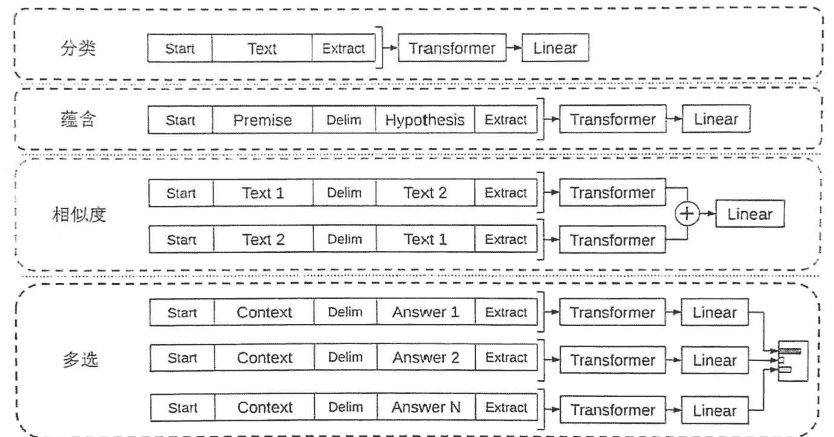 分类 Start Text Extract Transformer Linear
蕴含 Start Premise Delim Hypothesis Extract Transformer Linear
Start Text 1 Delim Text 2 Extract Transformer
相似度 + Linear
Start Text 2 Delim Text 1 Extract Transformer
Start Context Delim Answer 1 Extract Transformer Linear
多选 Start Context Delim Answer 2 Extract Transformer Linear
Start Context Delim Answer N Extract Transformer Linear